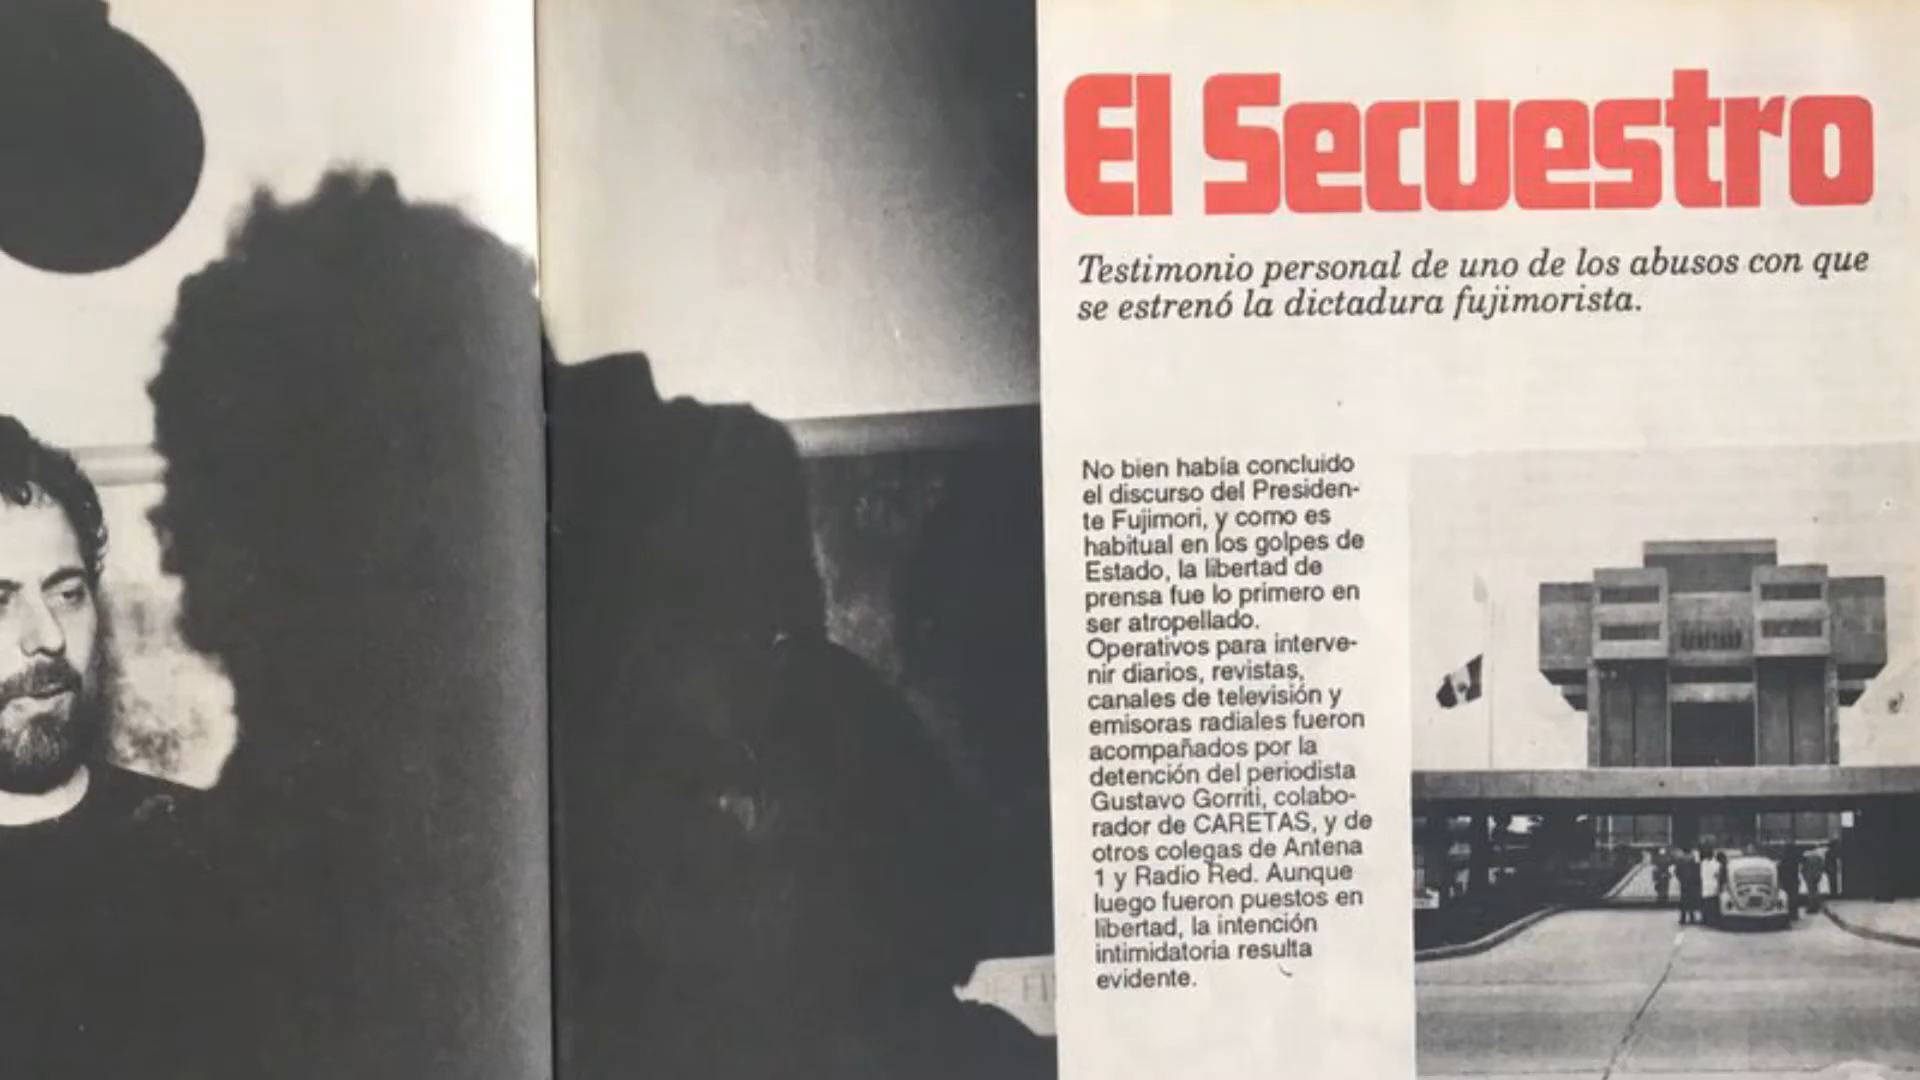 El Secuestro
Testimonio personal de uno de los abusos con que
se estrenó la dictadura fujimorista.
No bien había concluido
el discurso del Presiden-
te Fujimori, y como es
habitual en los golpes de
Estado, la libertad de
prensa fue lo primero en
ser atropellado.
Operativos para interve-
nir diarios, revistas,
canales de televisión y
emisoras radiales fueron
acompañados por la
detención del periodista
Gustavo Gorriti, colabo-
rador de CARETAS, y de
otros colegas de Antena
1 y Radio Red. Aunque
luego fueron puestos en
libertad, la intención
intimidatoria resulta
evidente.